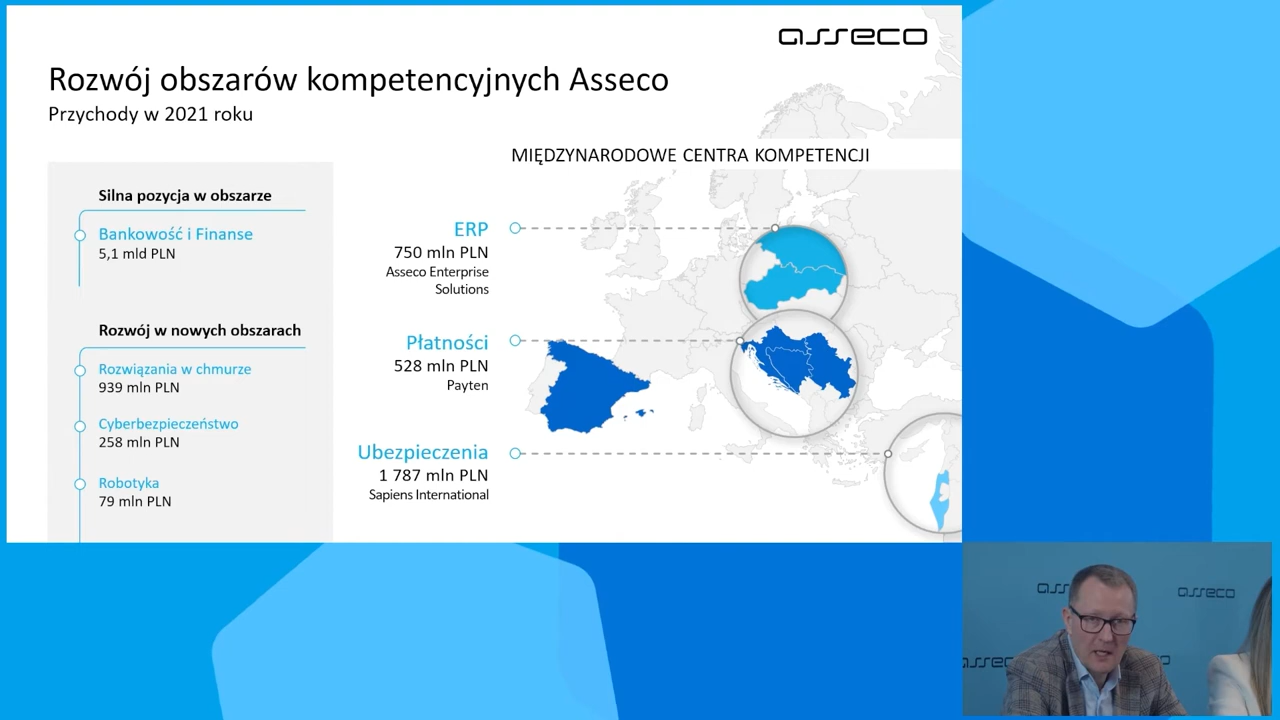 asseco
Rozwój obszarów kompetencyjnych Asseco
Przychody w 2021 roku
Silna pozycja w obszarze
Bankowość i Finanse
5,1 mld PLN
Rozwój w nowych obszarach
Rozwiązania w chmurze
939 mln PLN
Cyberbezpieczeństwo
258 mln PLN
Robotyka
79 mln PLN
MIĘDZYNARODOWE CENTRA KOMPETENCJI
ERP
750 mln PLN
Asseco Enterprise
Solutions
Płatności
528 mln PLN
Payten
Ubezpieczenia
1 787 mln PLN
Sapiens International
asseco